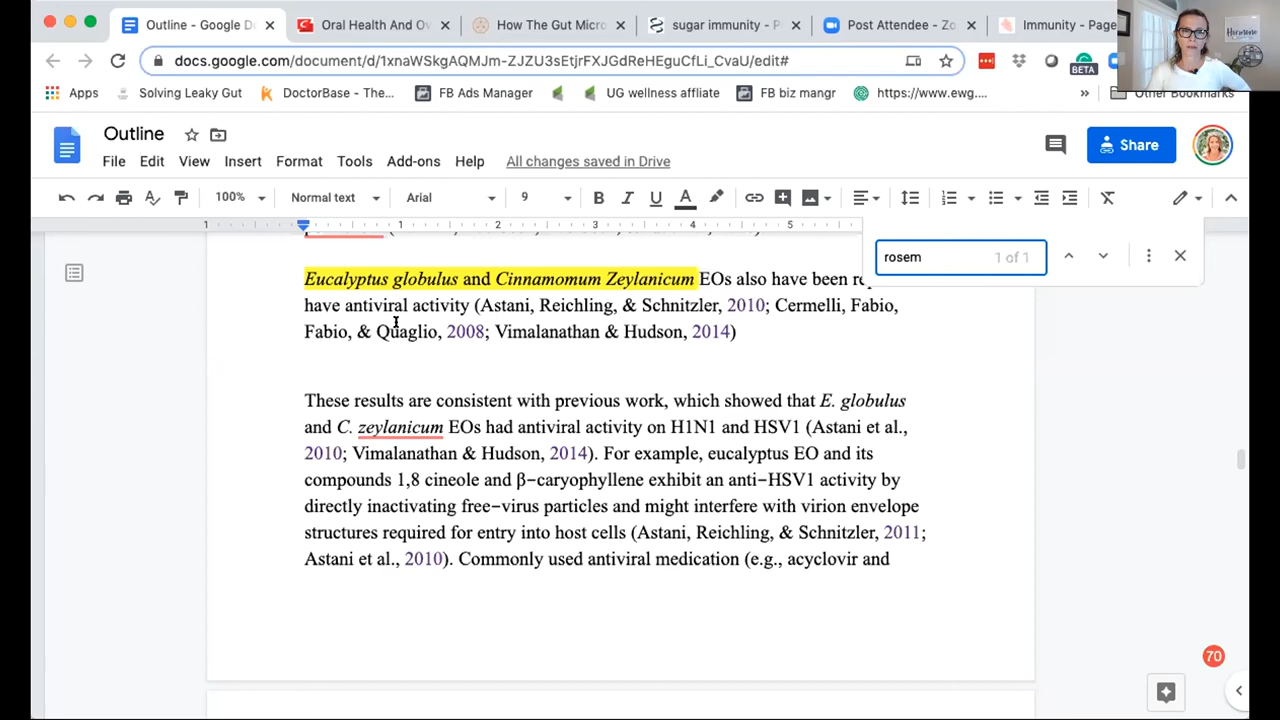 Outline - Google D
Oral Health And Ov
How The Gut Micro
sugar immunity - P
Post Attendee - Zo
Immunity - Page
docs.google.com/document/d/1xnaWSkgAQMJm-ZJZU3sEtjrFXJGdReHEguCfLi_CvaU/edit#
BETA
Apps
Solving Leaky Gut
DoctorBase - The...
FB Ads Manager
UG wellness affliate
FB biz mangr
https://www.ewg....
»
Other Bookmarks
Outline
File Edit View Insert Format Tools Add-ons Help All changes saved in Drive
Share
100% Normal text Arial 9 B I U A
1 1 2 3 4 5
rosem 1 of 1
Eucalyptus globulus and Cinnamomum Zeylanicum EOs also have been
have antiviral activity (Astani, Reichling, & Schnitzler, 2010; Cermelli, Fabio,
Fabio, & Quaglio, 2008; Vimalanathan & Hudson, 2014)
These results are consistent with previous work, which showed that E. globulus
and C. zeylanicum EOs had antiviral activity on H1N1 and HSV1 (Astani et al.,
2010; Vimalanathan & Hudson, 2014). For example, eucalyptus EO and its
compounds 1,8 cineole and β−caryophyllene exhibit an anti−HSV1 activity by
directly inactivating free−virus particles and might interfere with virion envelope
structures required for entry into host cells (Astani, Reichling, & Schnitzler, 2011;
Astani et al., 2010). Commonly used antiviral medication (e.g., acyclovir and
70